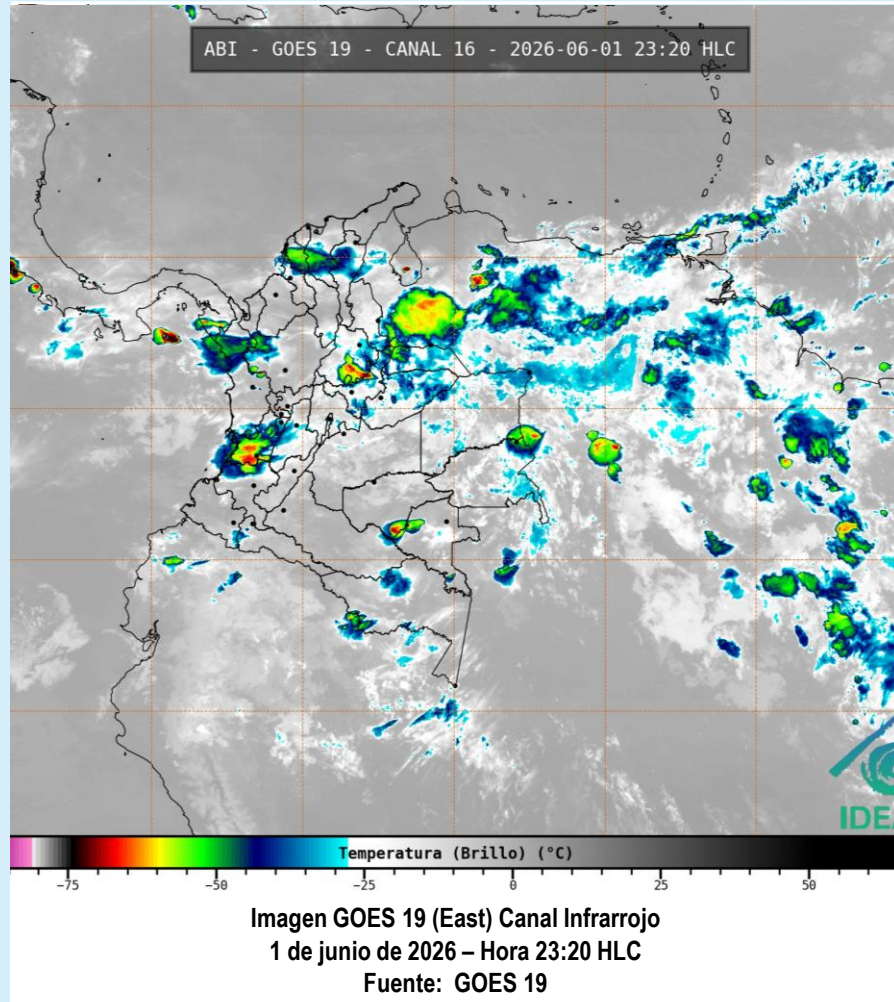 ABI - GOES 19 - CANAL 16 - 2026-06-01 23:20 HLC
Temperatura (Brillo) (°C)
−75 −50 −25 0 25 50
Imagen GOES 19 (East) Canal Infrarrojo
1 de junio de 2026 – Hora 23:20 HLC
Fuente: GOES 19